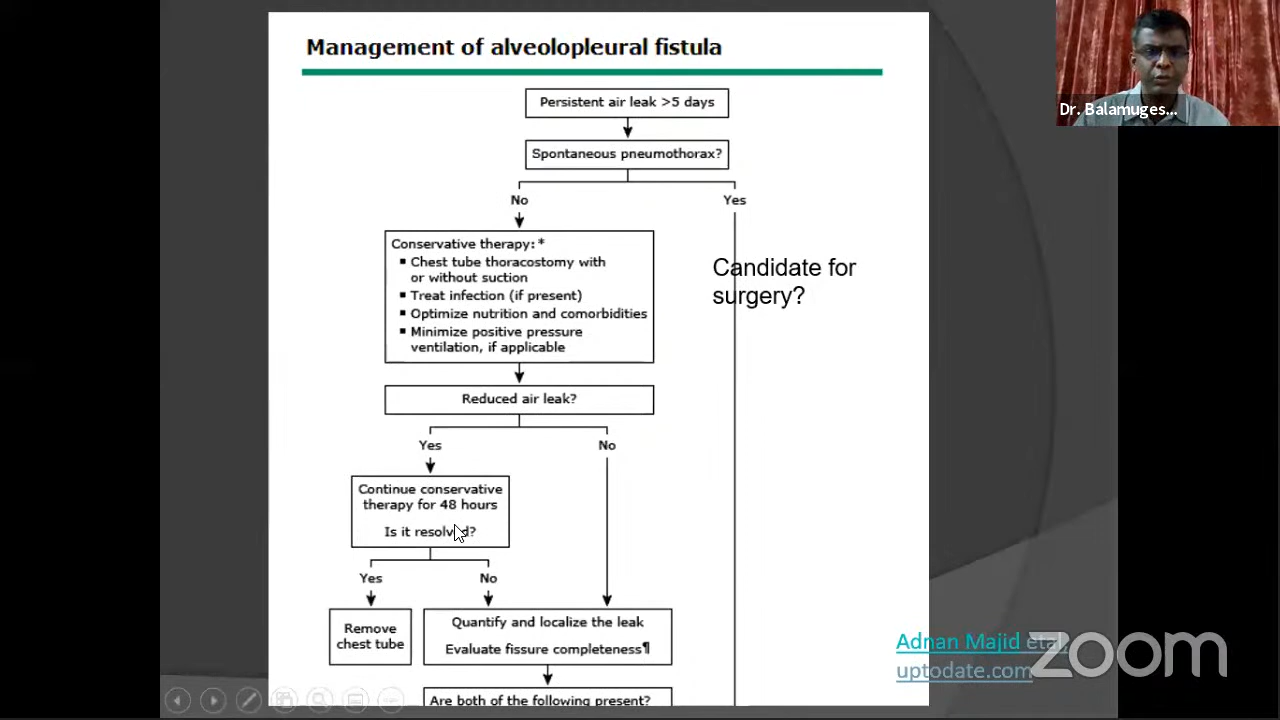 Management of alveolopleural fistula
Persistent air leak >5 days
Spontaneous pneumothorax?
No
Yes
Conservative therapy:*
▪ Chest tube thoracostomy with
or without suction
▪ Treat infection (if present)
▪ Optimize nutrition and comorbidities
▪ Minimize positive pressure
ventilation, if applicable
Candidate for
surgery?
Reduced air leak?
Yes
No
Continue conservative
therapy for 48 hours
Is it resolved?
Yes
No
Remove
chest tube
Quantify and localize the leak
Evaluate fissure completeness¶
Are both of the following present?
Adnan Majid etal,
uptodate.com
zoom
Dr. Balamuges...